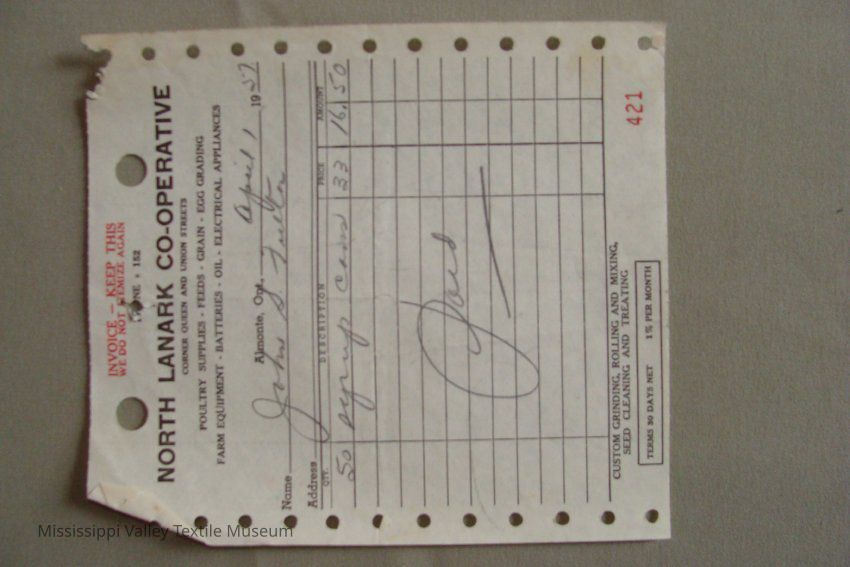 INVOICE — KEEP THIS
WE DO NOT ITEMIZE AGAIN
PHONE - 152
NORTH LANARK CO-OPERATIVE
CORNER QUEEN AND UNION STREETS
POULTRY SUPPLIES - FEEDS - GRAIN - EGG GRADING
FARM EQUIPMENT - BATTERIES - OIL - ELECTRICAL APPLIANCES
Almonte, Ont. April 1 1957
Name John S Fulton
Address
QTY. DESCRIPTION PRICE AMOUNT
50 syrup cans 33 16.50
Paid
CUSTOM GRINDING, ROLLING AND MIXING,
SEED CLEANING AND TREATING
TERMS 30 DAYS NET 1% PER MONTH
421
Mississippi Valley Textile Museum